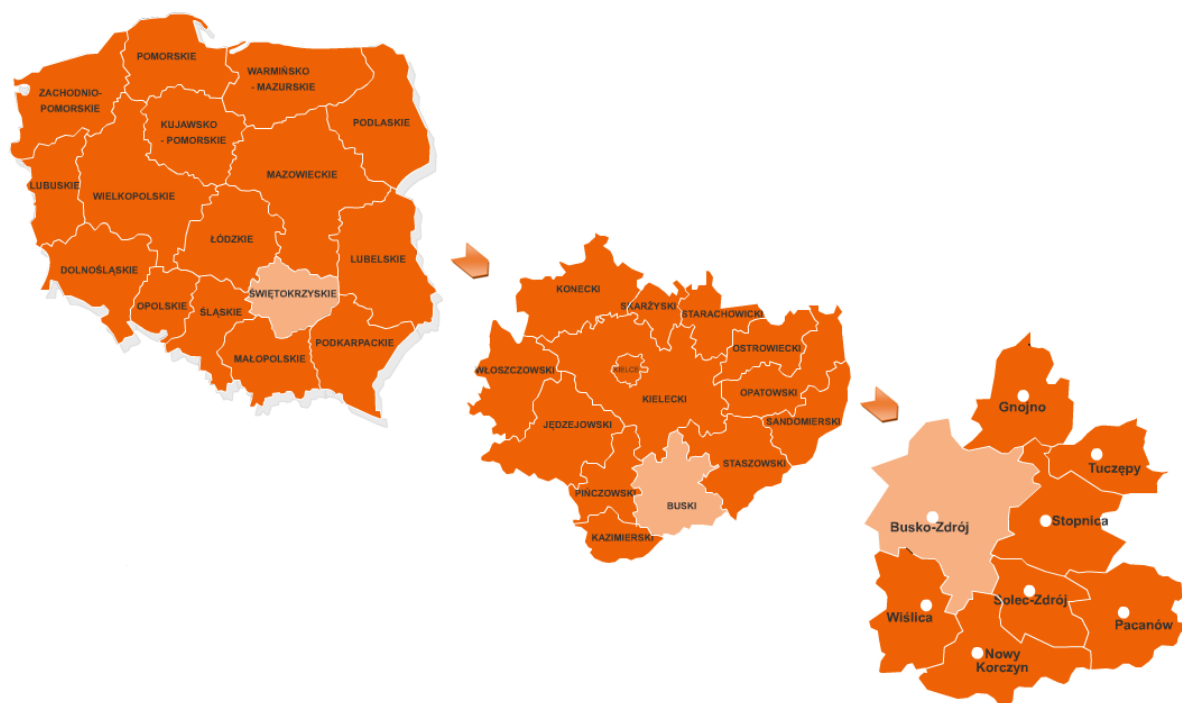 POMORSKIE
WARMIŃSKO
- MAZURSKIE
ZACHODNIO-
POMORSKIE
KUJAWSKO
- POMORSKIE
PODLASKIE
MAZOWIECKIE
LUBUSKIE
WIELKOPOLSKIE
ŁÓDZKIE
LUBELSKIE
DOLNOŚLĄSKIE
OPOLSKIE
ŚLĄSKIE
ŚWIĘTOKRZYSKIE
PODKARPACKIE
MAŁOPOLSKIE
KONECKI
SKARŻYSKI
STARACHOWICKI
OSTROWIECKI
WŁOSZCZOWSKI
KIELCE
KIELECKI
OPATOWSKI
JĘDZEJOWSKI
SANDOMIERSKI
STASZOWSKI
PIŃCZOWSKI
BUSKI
KAZIMIERSKI
Gnojno
Tuczępy
Busko-Zdrój
Stopnica
Solec-Zdrój
Wiślica
Pacanów
Nowy
Korczyn